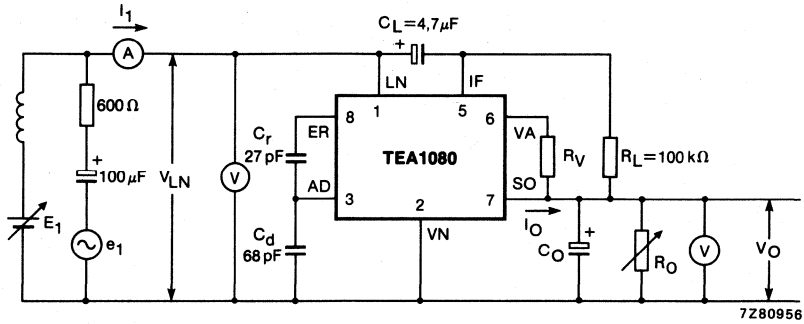 I1
A
CL=4,7µF
+
LN
IF
1
5
600Ω
8
ER
6
VA
Cr
27 pF
TEA1080
RV
RL=100 kΩ
+
100µF
VLN
V
AD
3
2
7
SO
E1
e1
Cd
68 pF
VN
IO
CO
+
RO
V
VO
7Z80956